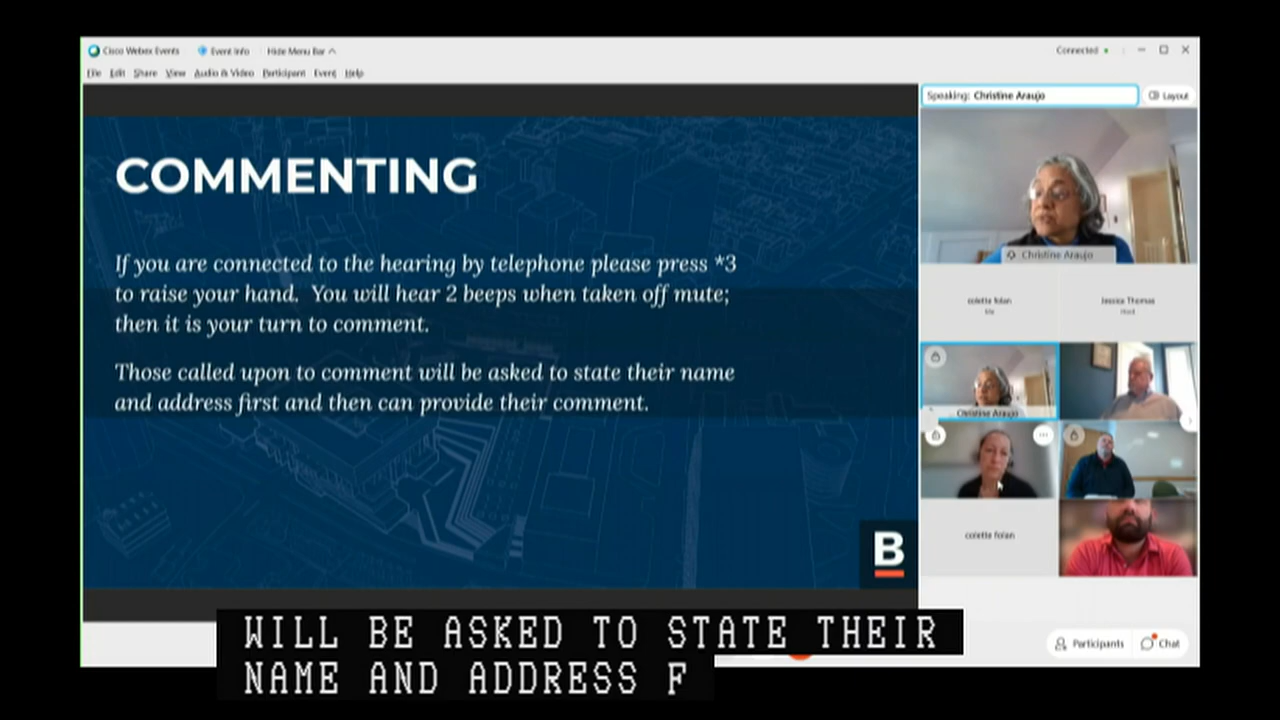 Cisco Webex Events Event Info Hide Menu Bar Connected
File Edit Share View Audio & Video Participant Event Help
Speaking: Christine Araujo Layout
COMMENTING
If you are connected to the hearing by telephone please press *3
to raise your hand. You will hear 2 beeps when taken off mute;
then it is your turn to comment.
Those called upon to comment will be asked to state their name
and address first and then can provide their comment.
B
Christine Araujo
colette folan
Me
Jessica Thomas
Host
Christine Araujo
colette folan
Participants Chat
WILL BE ASKED TO STATE THEIR
NAME AND ADDRESS F